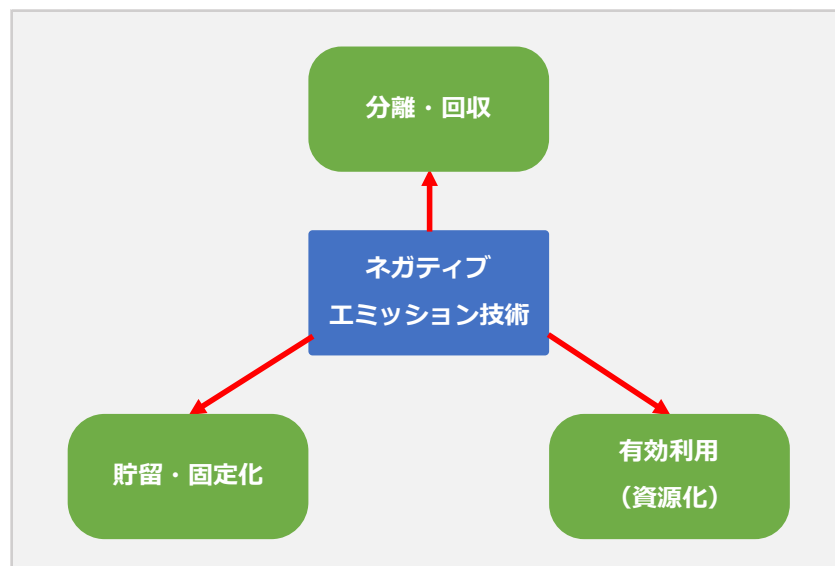 分離・回収
ネガティブ
エミッション技術
貯留・固定化
有効利用
（資源化）